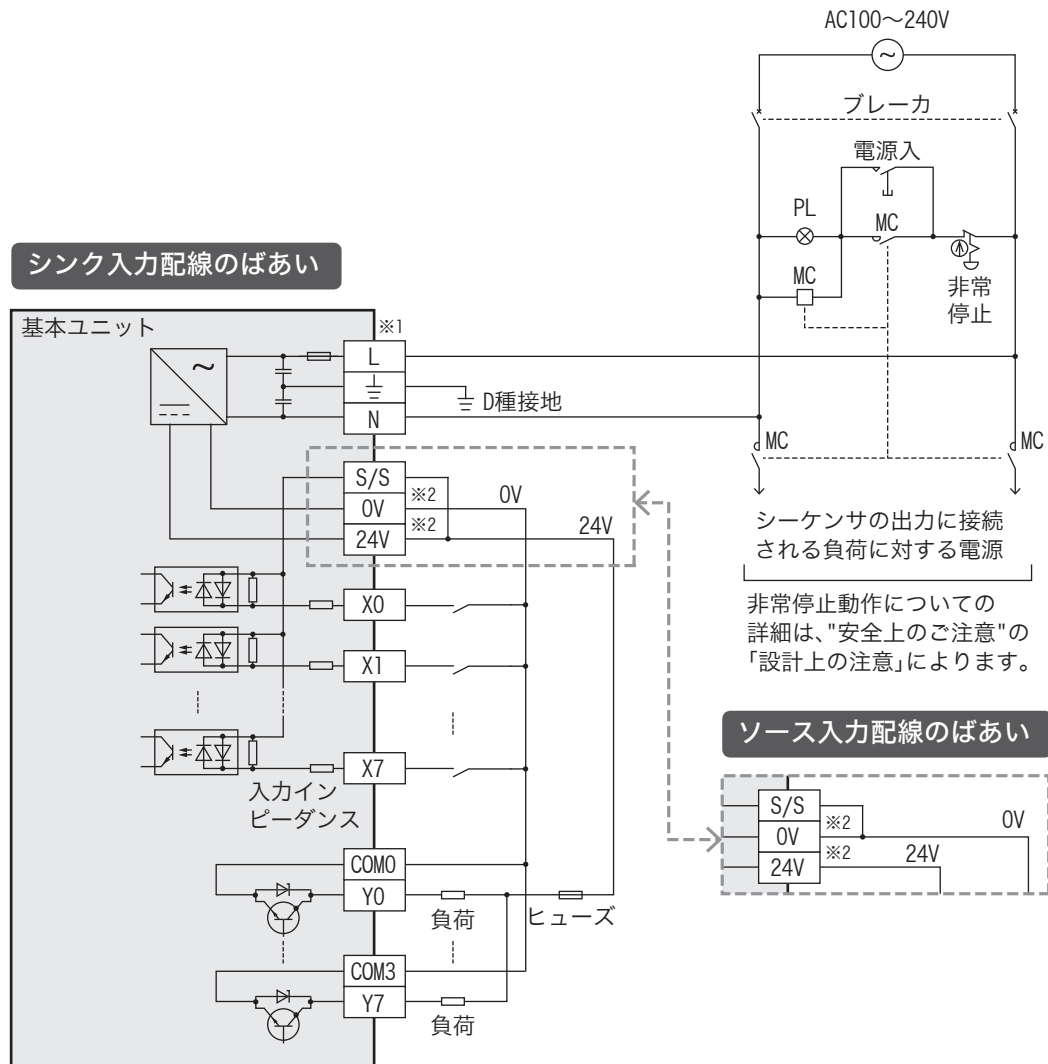 AC100～240V
ブレーカ
電源入
PL
MC
MC
非常
停止
シンク入力配線のばあい
基本ユニット
※1
L
N
D種接地
MC
MC
S/S
0V
24V
※2
※2
0V
24V
シーケンサの出力に接続
される負荷に対する電源
非常停止動作についての
詳細は、"安全上のご注意"の
「設計上の注意」によります。
X0
X1
X7
入力イン
ピーダンス
ソース入力配線のばあい
S/S
0V
24V
※2
※2
0V
24V
COM0
Y0
負荷
ヒューズ
COM3
Y7
負荷